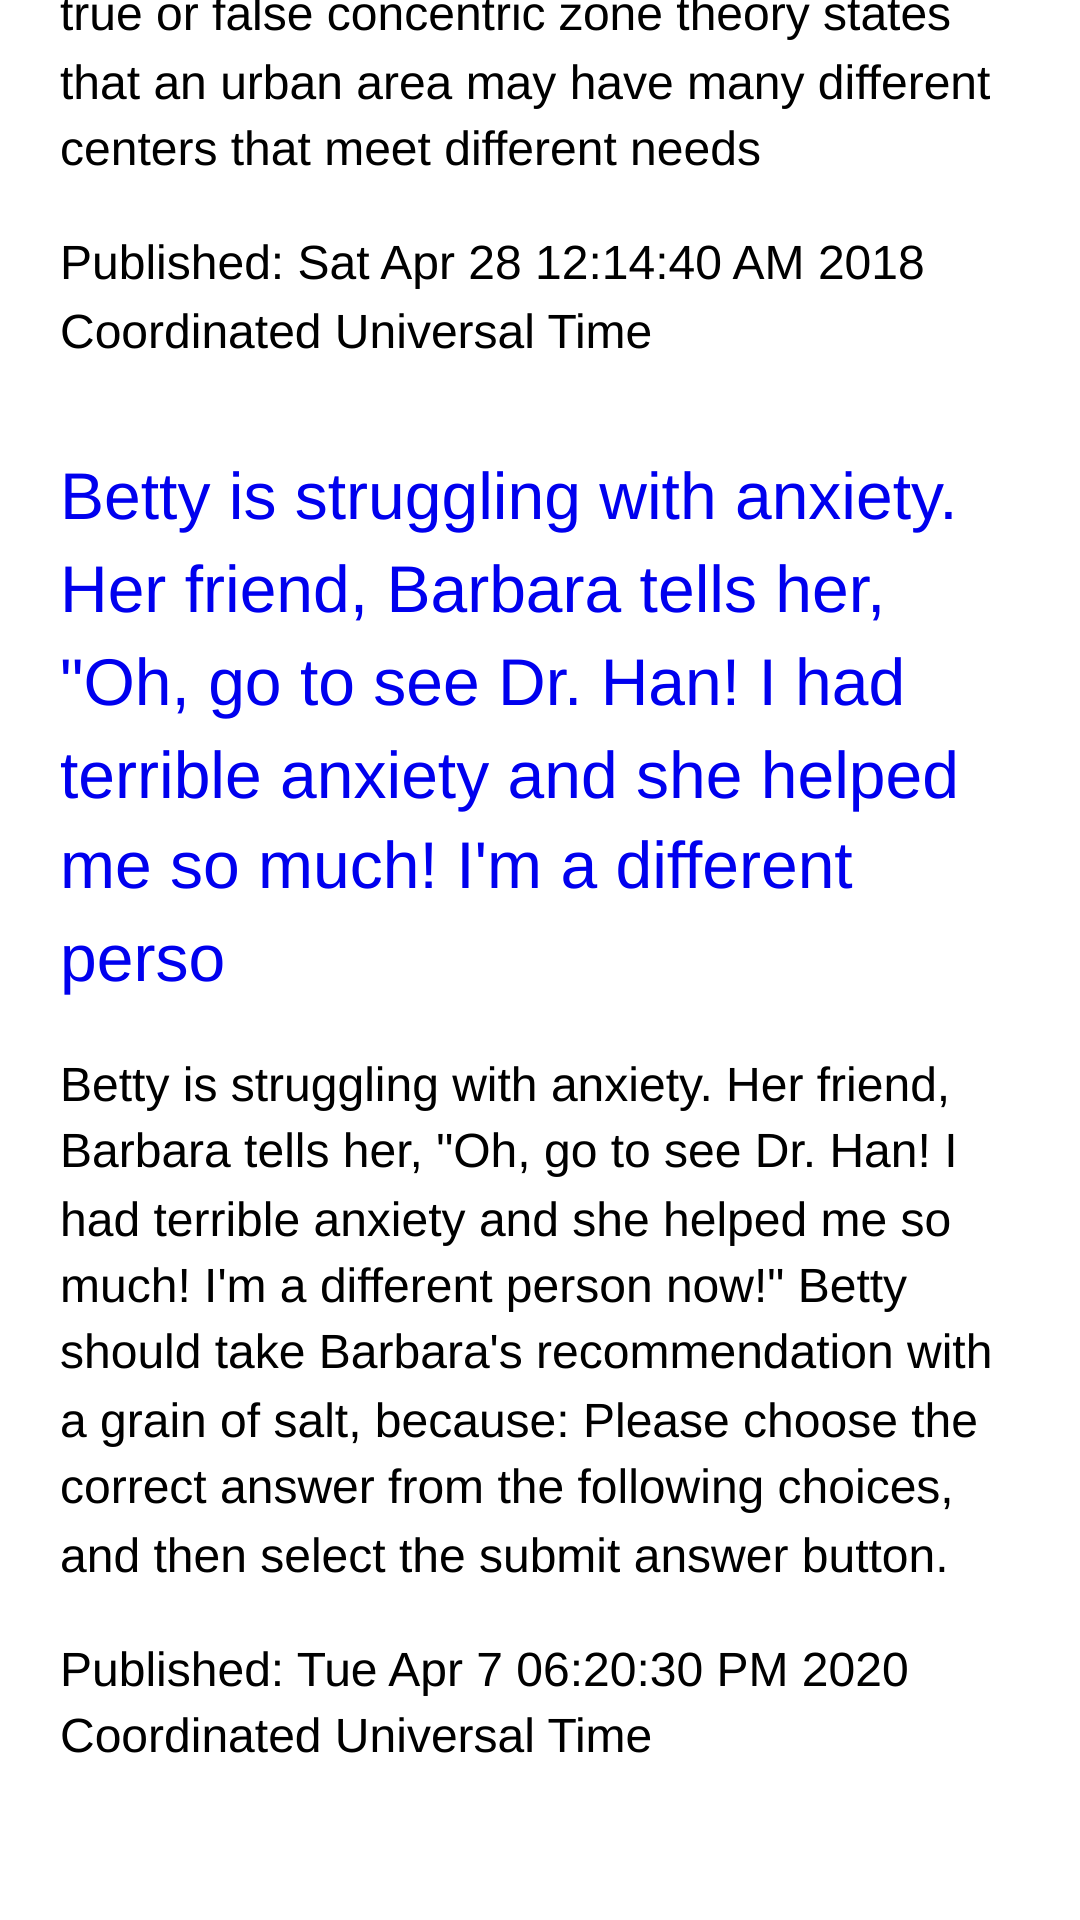 true or false concentric zone theory states
that an urban area may have many different
centers that meet different needs
Published: Sat Apr 28 12:14:40 AM 2018
Coordinated Universal Time
Betty is struggling with anxiety.
Her friend, Barbara tells her,
"Oh, go to see Dr. Han! I had
terrible anxiety and she helped
me so much! I'm a different
perso
Betty is struggling with anxiety. Her friend,
Barbara tells her, "Oh, go to see Dr. Han! I
had terrible anxiety and she helped me so
much! I'm a different person now!" Betty
should take Barbara's recommendation with
a grain of salt, because: Please choose the
correct answer from the following choices,
and then select the submit answer button.
Published: Tue Apr 7 06:20:30 PM 2020
Coordinated Universal Time